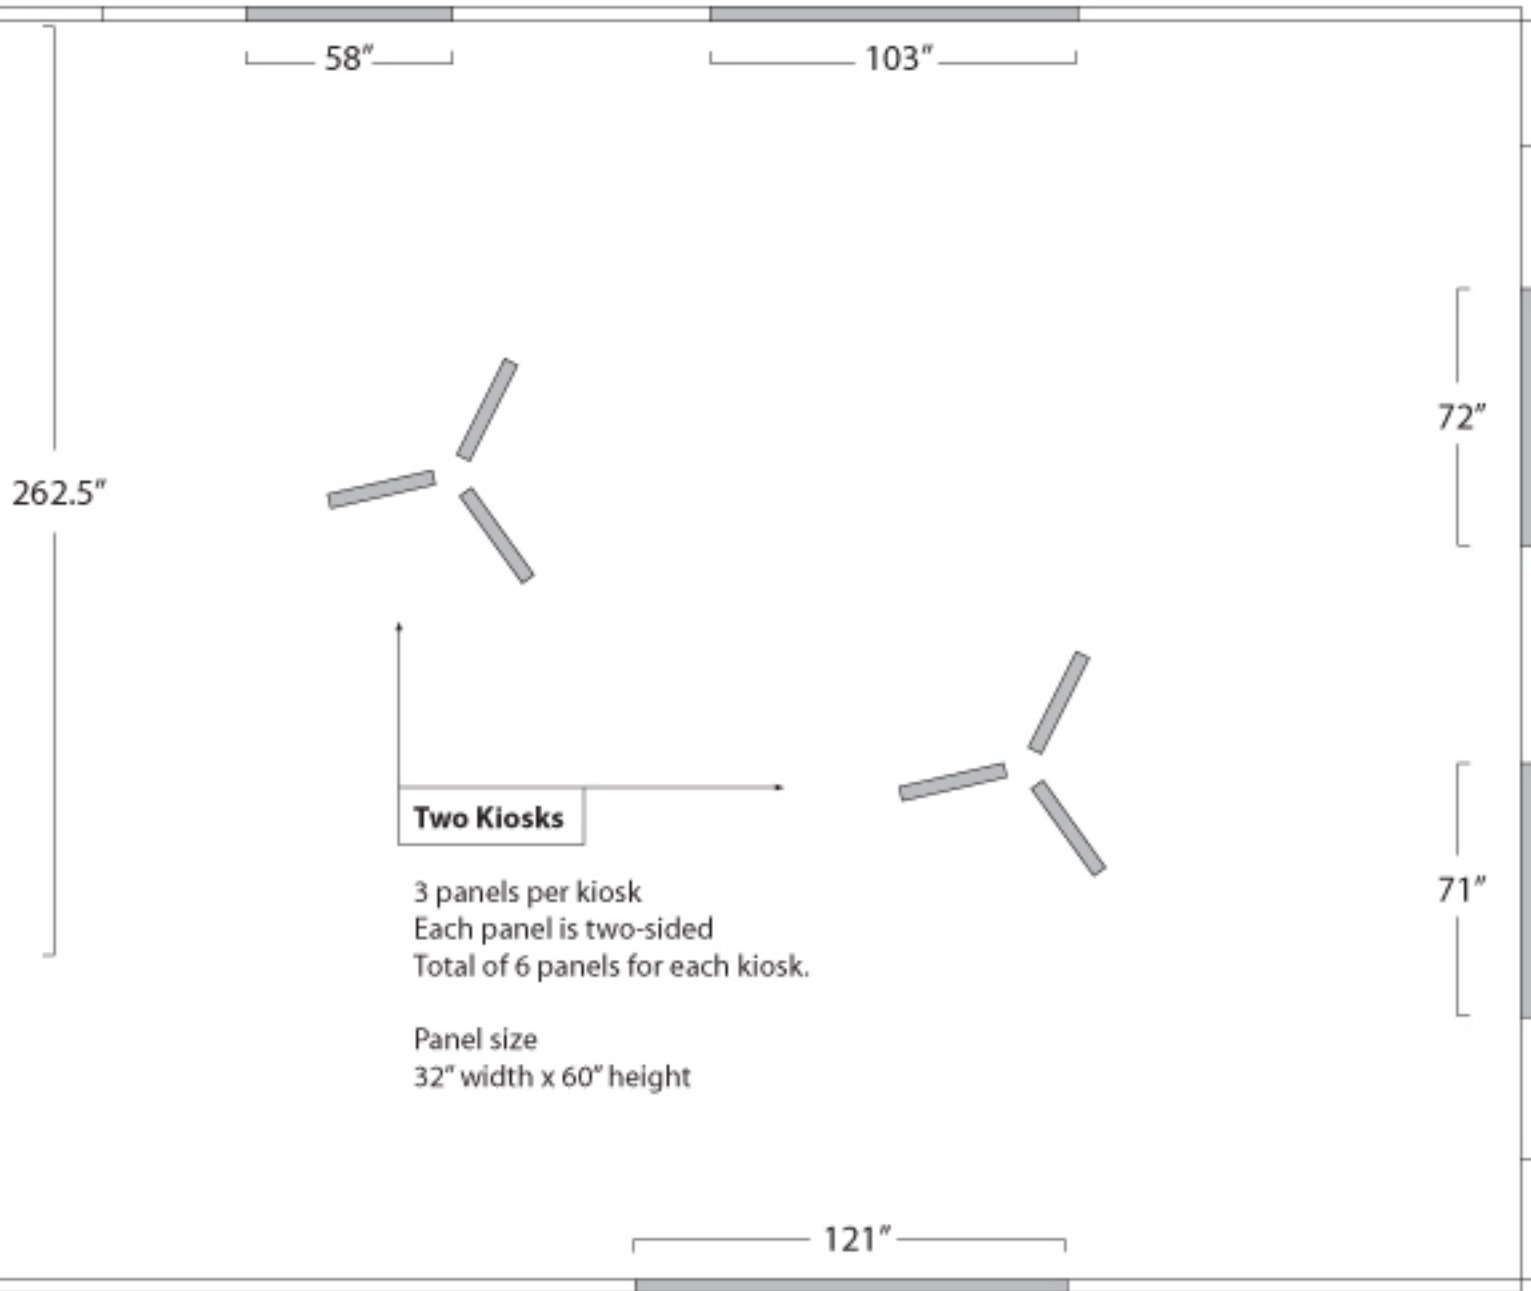 58″
103″
72″
262.5″
Two Kiosks
3 panels per kiosk
Each panel is two-sided
Total of 6 panels for each kiosk.
71″
Panel size
32″ width x 60″ height
121″